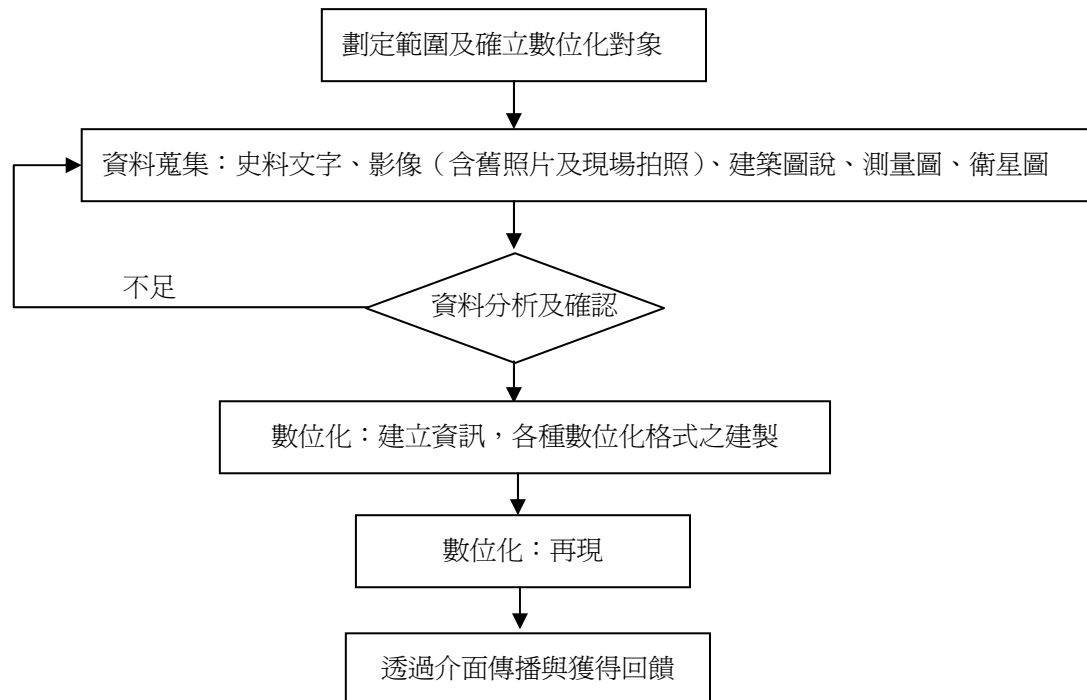 劃定範圍及確立數位化對象
資料蒐集：史料文字、影像（含舊照片及現場拍照）、建築圖說、測量圖、衛星圖
不足
資料分析及確認
數位化：建立資訊，各種數位化格式之建製
數位化：再現
透過介面傳播與獲得回饋